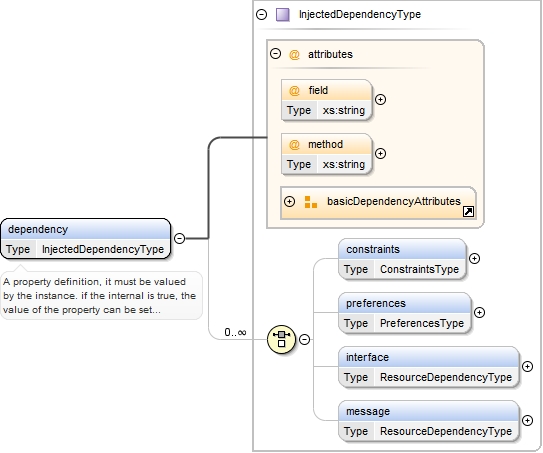 InjectedDependencyType
@ attributes
@ field
Type xs:string
@ method
Type xs:string
basicDependencyAttributes
dependency
Type InjectedDependencyType
A property definition, it must be valued
by the instance. if the internal is true, the
value of the property can be set...
0..∞
constraints
Type ConstraintsType
preferences
Type PreferencesType
interface
Type ResourceDependencyType
message
Type ResourceDependencyType